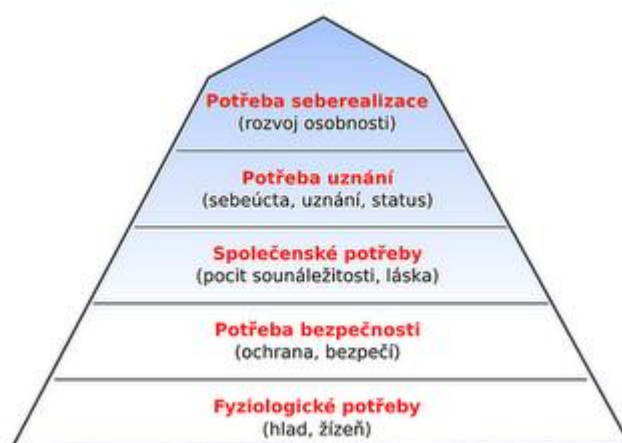 Potřeba seberealizace
(rozvoj osobnosti)
Potřeba uznání
(sebeúcta, uznání, status)
Společenské potřeby
(pocit sounáležitosti, láska)
Potřeba bezpečnosti
(ochrana, bezpečí)
Fyziologické potřeby
(hlad, žízeň)